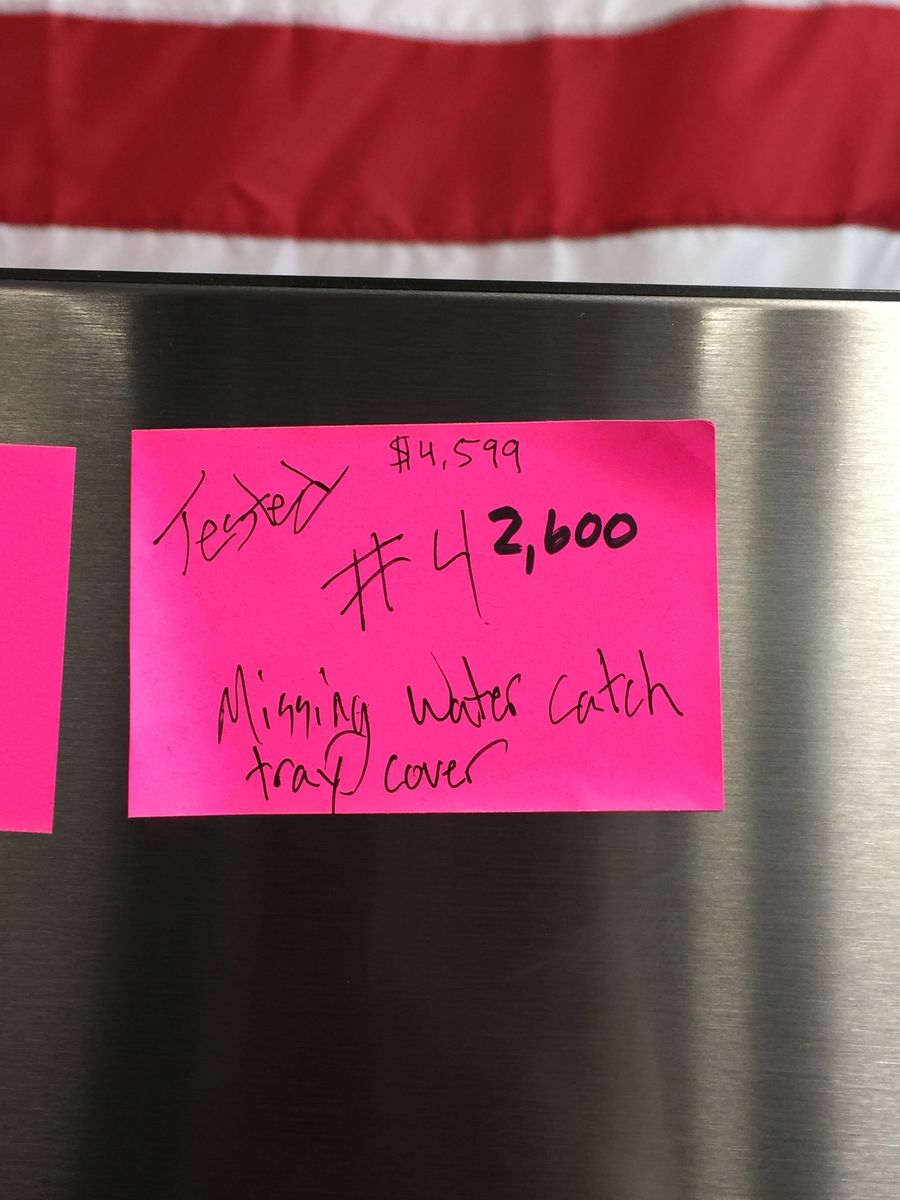 $4,599
Tested
#4 2,600
Missing Water Catch
tray cover